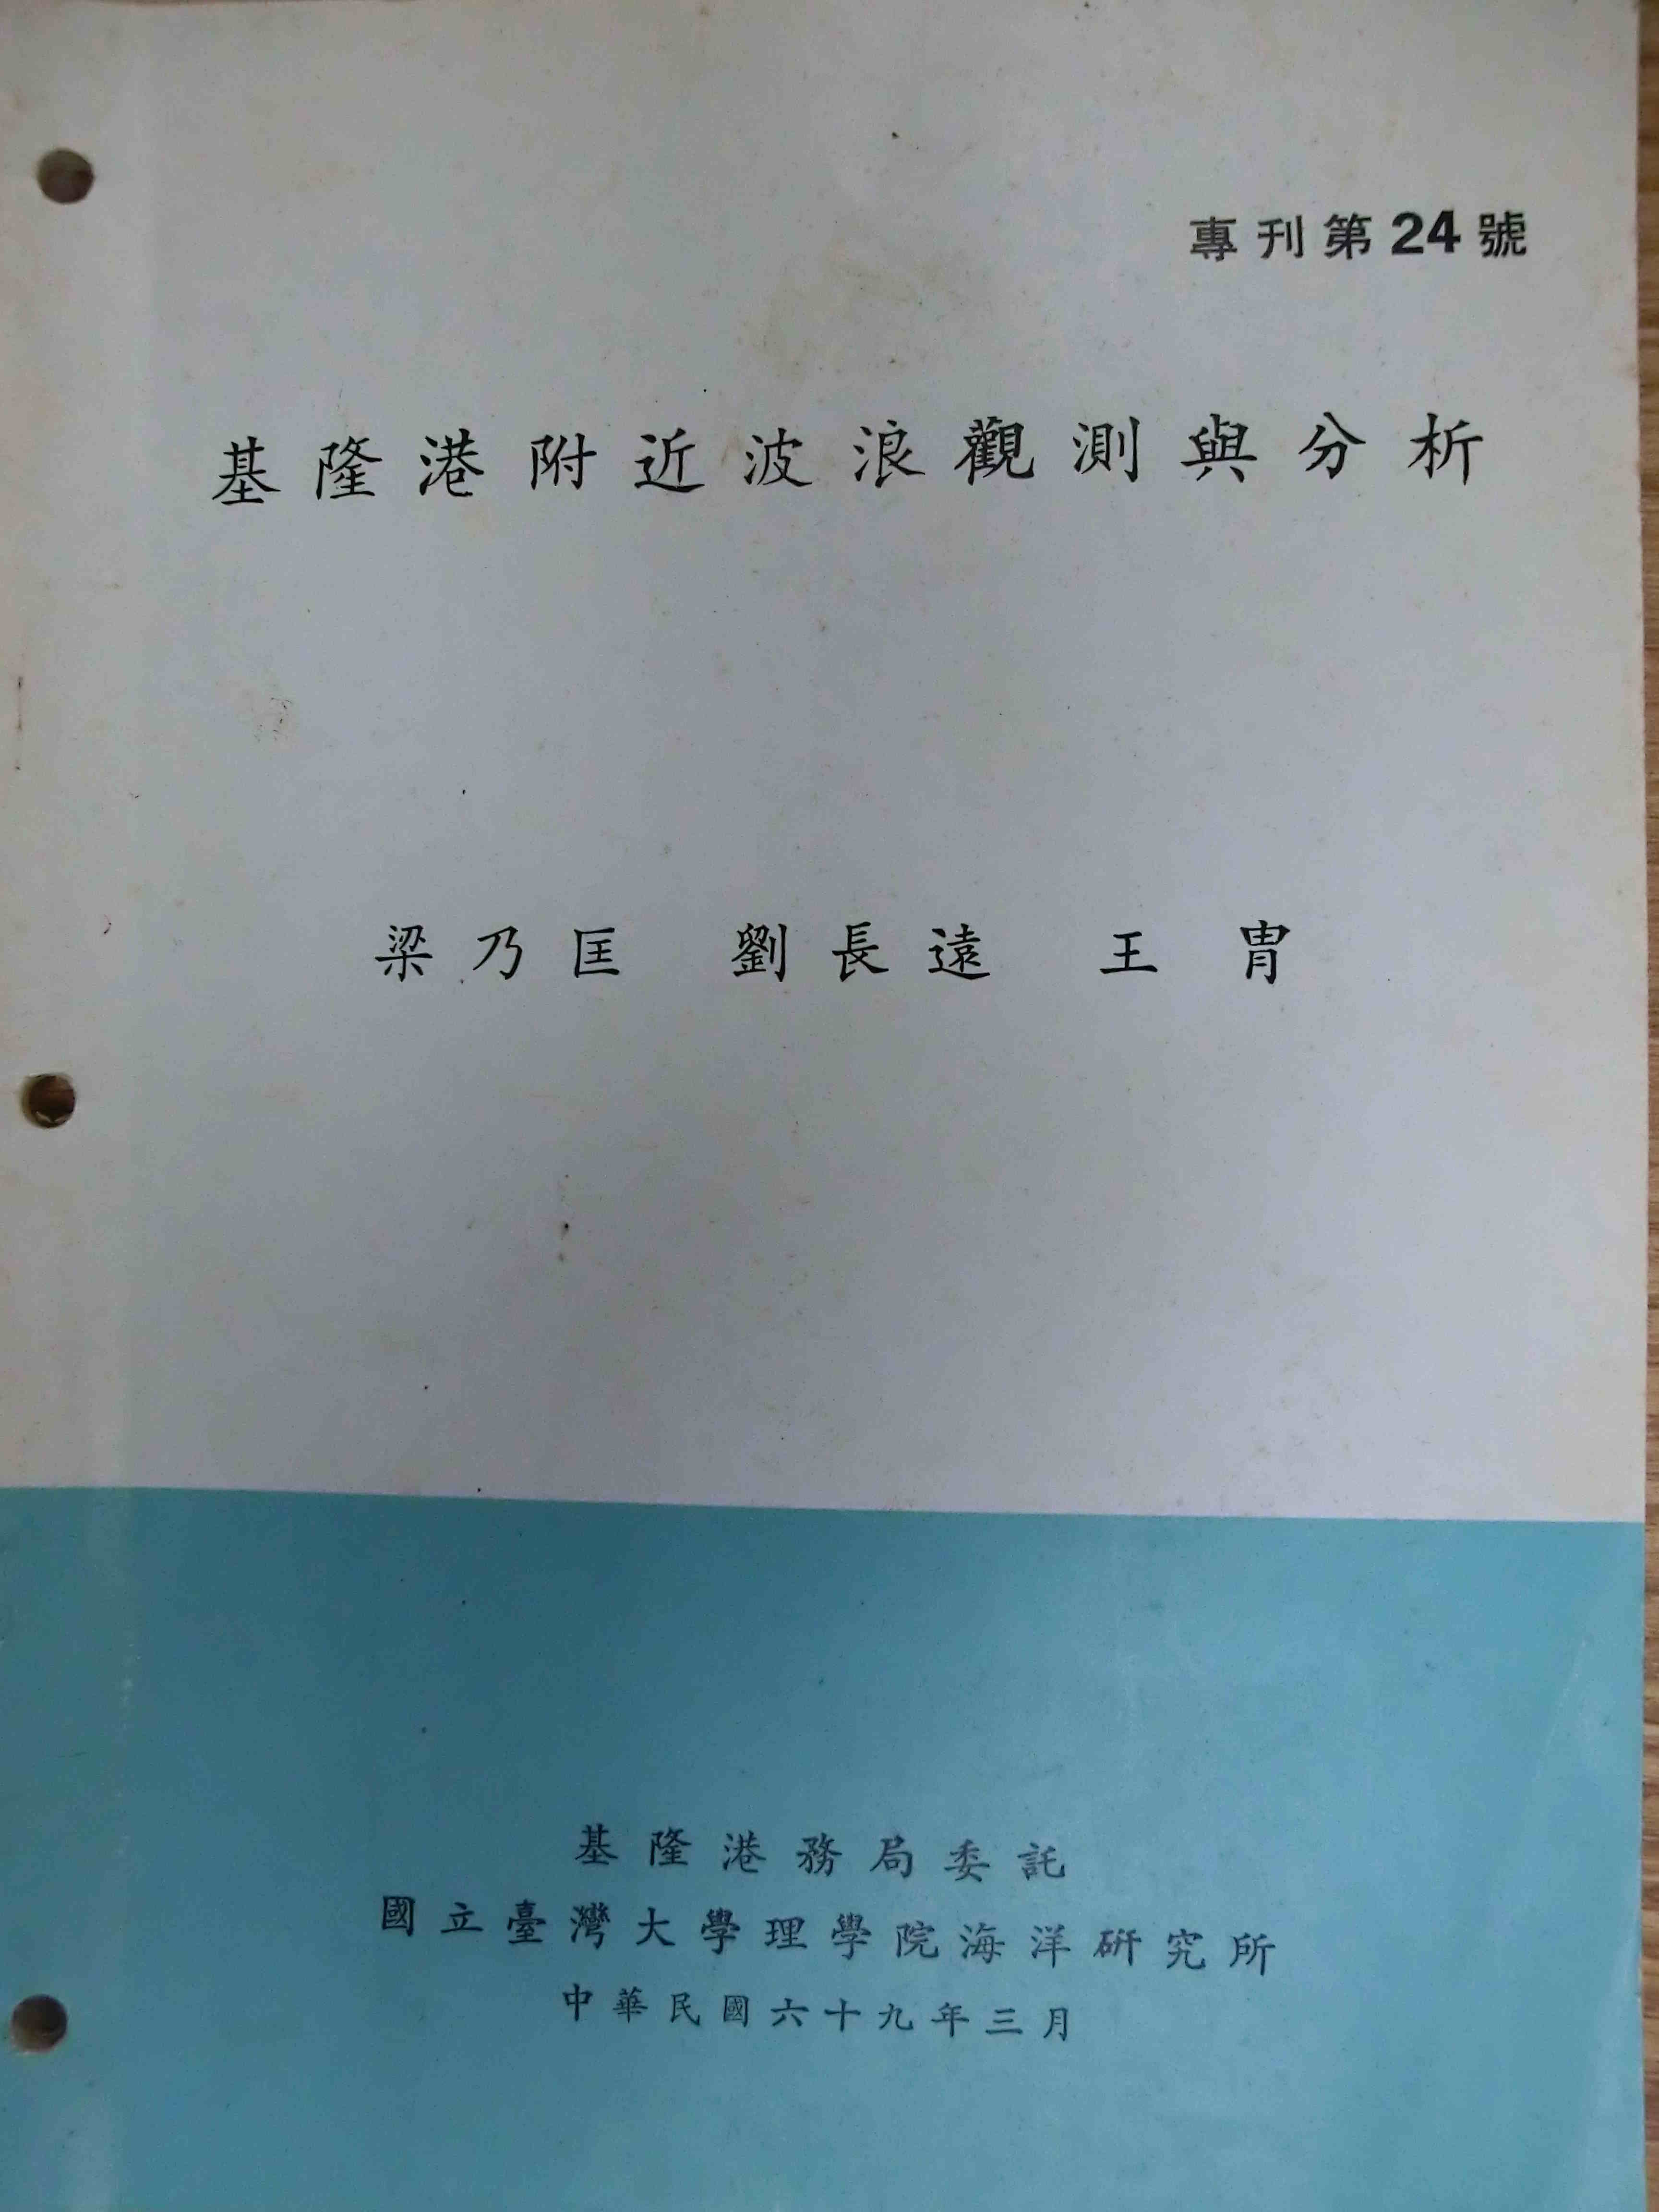 專刊第24號
基隆港附近波浪觀測與分析
梁乃匡 劉長遠 王冑
基隆港務局委託
國立臺灣大學理學院海洋研究所
中華民國六十九年三月